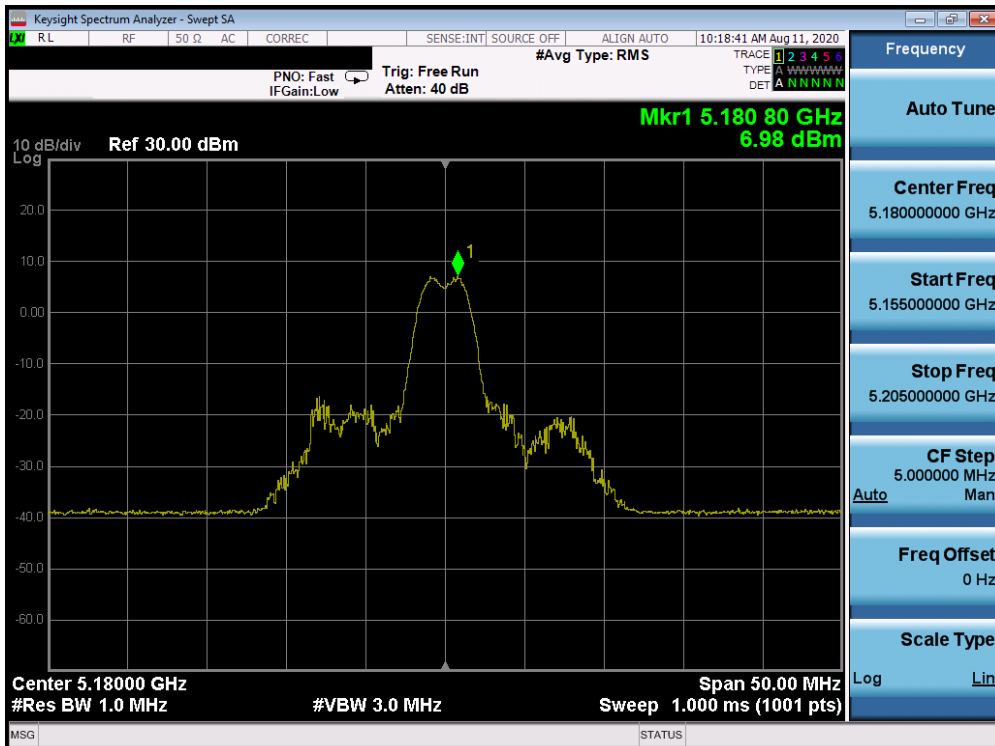 Keysight Spectrum Analyzer - Swept SA
LXI RL RF 50 Ω AC CORREC SENSE:INT SOURCE OFF ALIGN AUTO 10:18:41 AM Aug 11, 2020
#Avg Type: RMS
TRACE 1 2 3 4 5 6
PNO: Fast Trig: Free Run
TYPE A WWWWW
IFGain:Low Atten: 40 dB
DET A N N N N N
Mkr1 5.180 80 GHz
6.98 dBm
10 dB/div Ref 30.00 dBm
Log
20.0
10.0
1
0.00
-10.0
-20.0
-30.0
-40.0
-50.0
-60.0
Center 5.18000 GHz Span 50.00 MHz
#Res BW 1.0 MHz #VBW 3.0 MHz Sweep 1.000 ms (1001 pts)
MSG STATUS
Frequency
Auto Tune
Center Freq
5.180000000 GHz
Start Freq
5.155000000 GHz
Stop Freq
5.205000000 GHz
CF Step
5.000000 MHz
Auto Man
Freq Offset
0 Hz
Scale Type
Log Lin